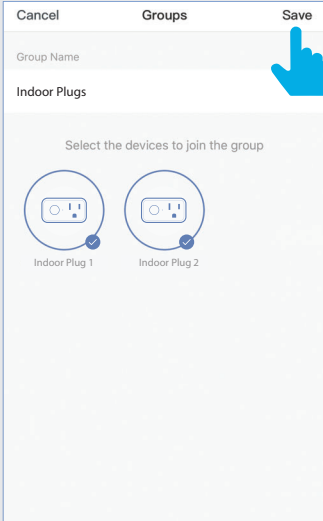 Cancel Groups Save
Group Name
Indoor Plugs
Select the devices to join the group
Indoor Plug 1 Indoor Plug 2